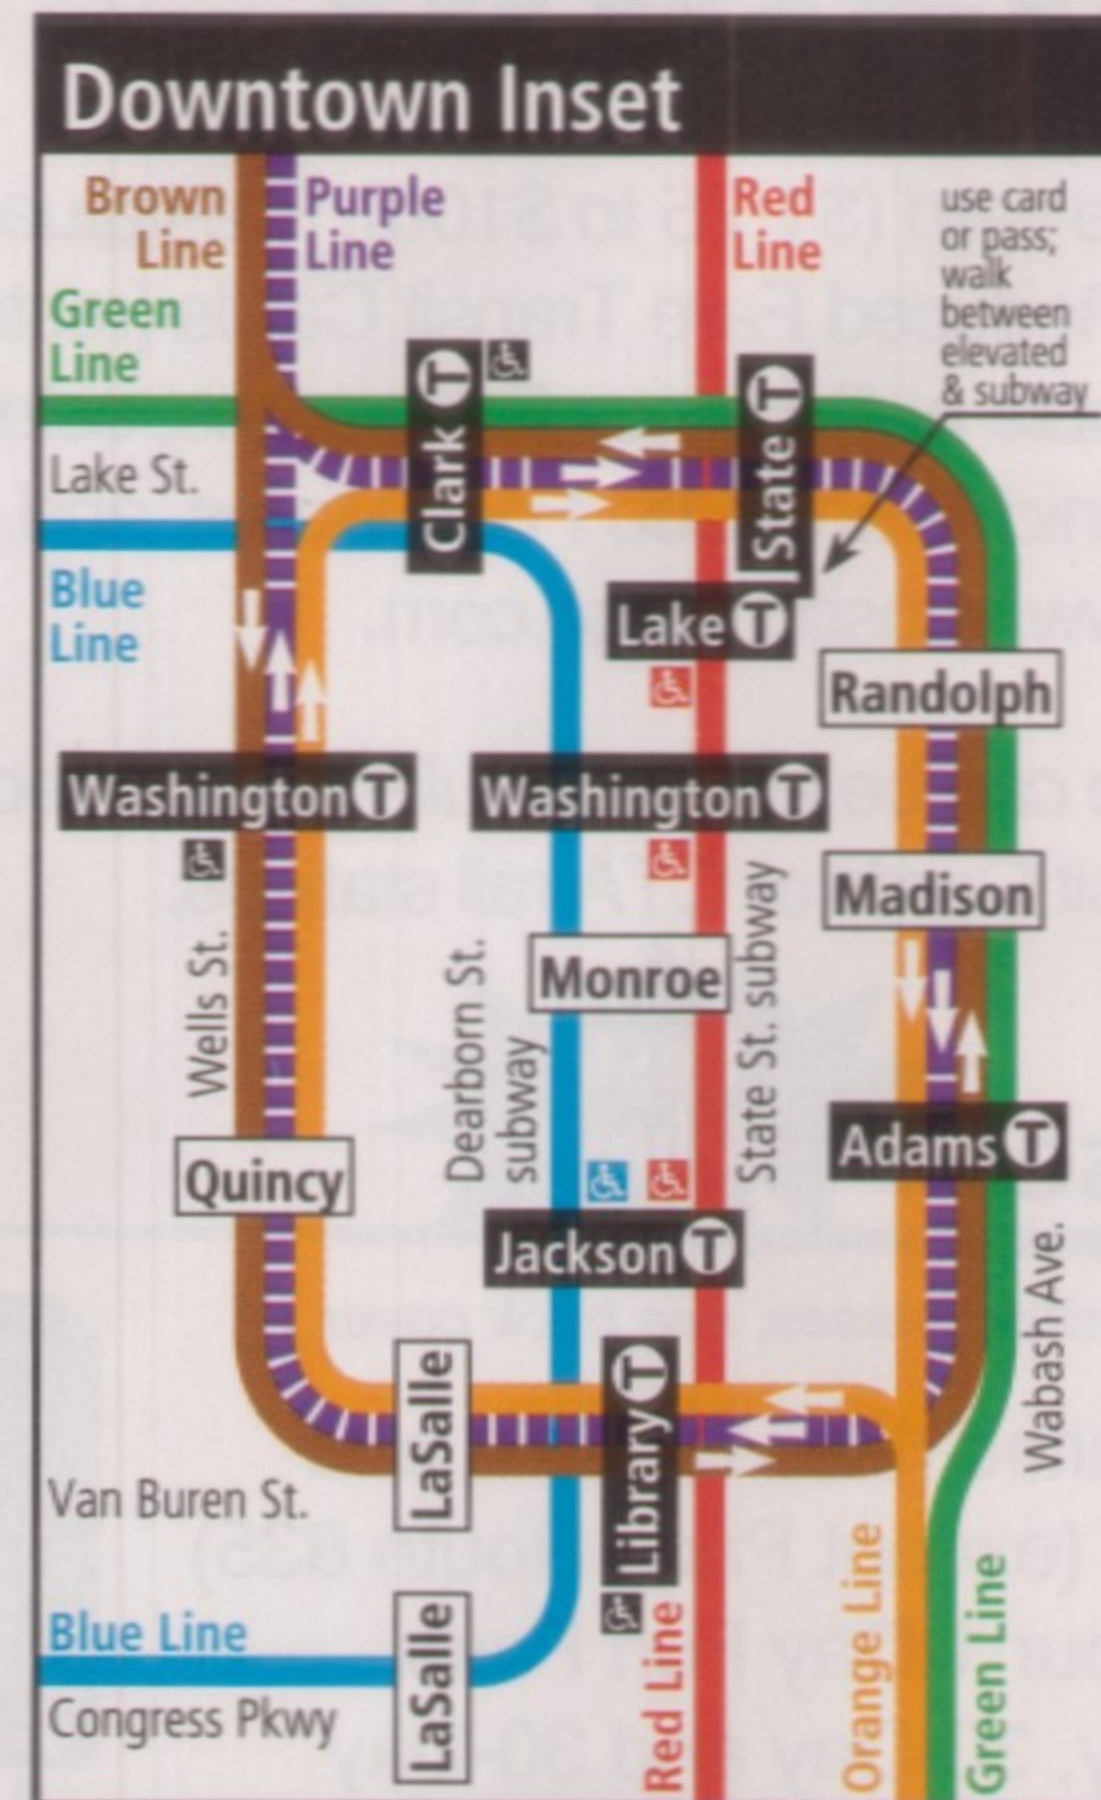 Downtown Inset
Brown
Line
Purple
Line
Red
Line
use card
or pass;
walk
between
elevated
& subway
Green
Line
Clark T
State T
Lake St.
Blue
Line
Lake T
Randolph
Washington T
Washington T
Madison
Wells St.
Dearborn St.
subway
Monroe
State St. subway
Adams T
Quincy
Jackson T
Wabash Ave.
LaSalle
Library T
Van Buren St.
Blue Line
LaSalle
Congress Pkwy
Red Line
Orange Line
Green Line